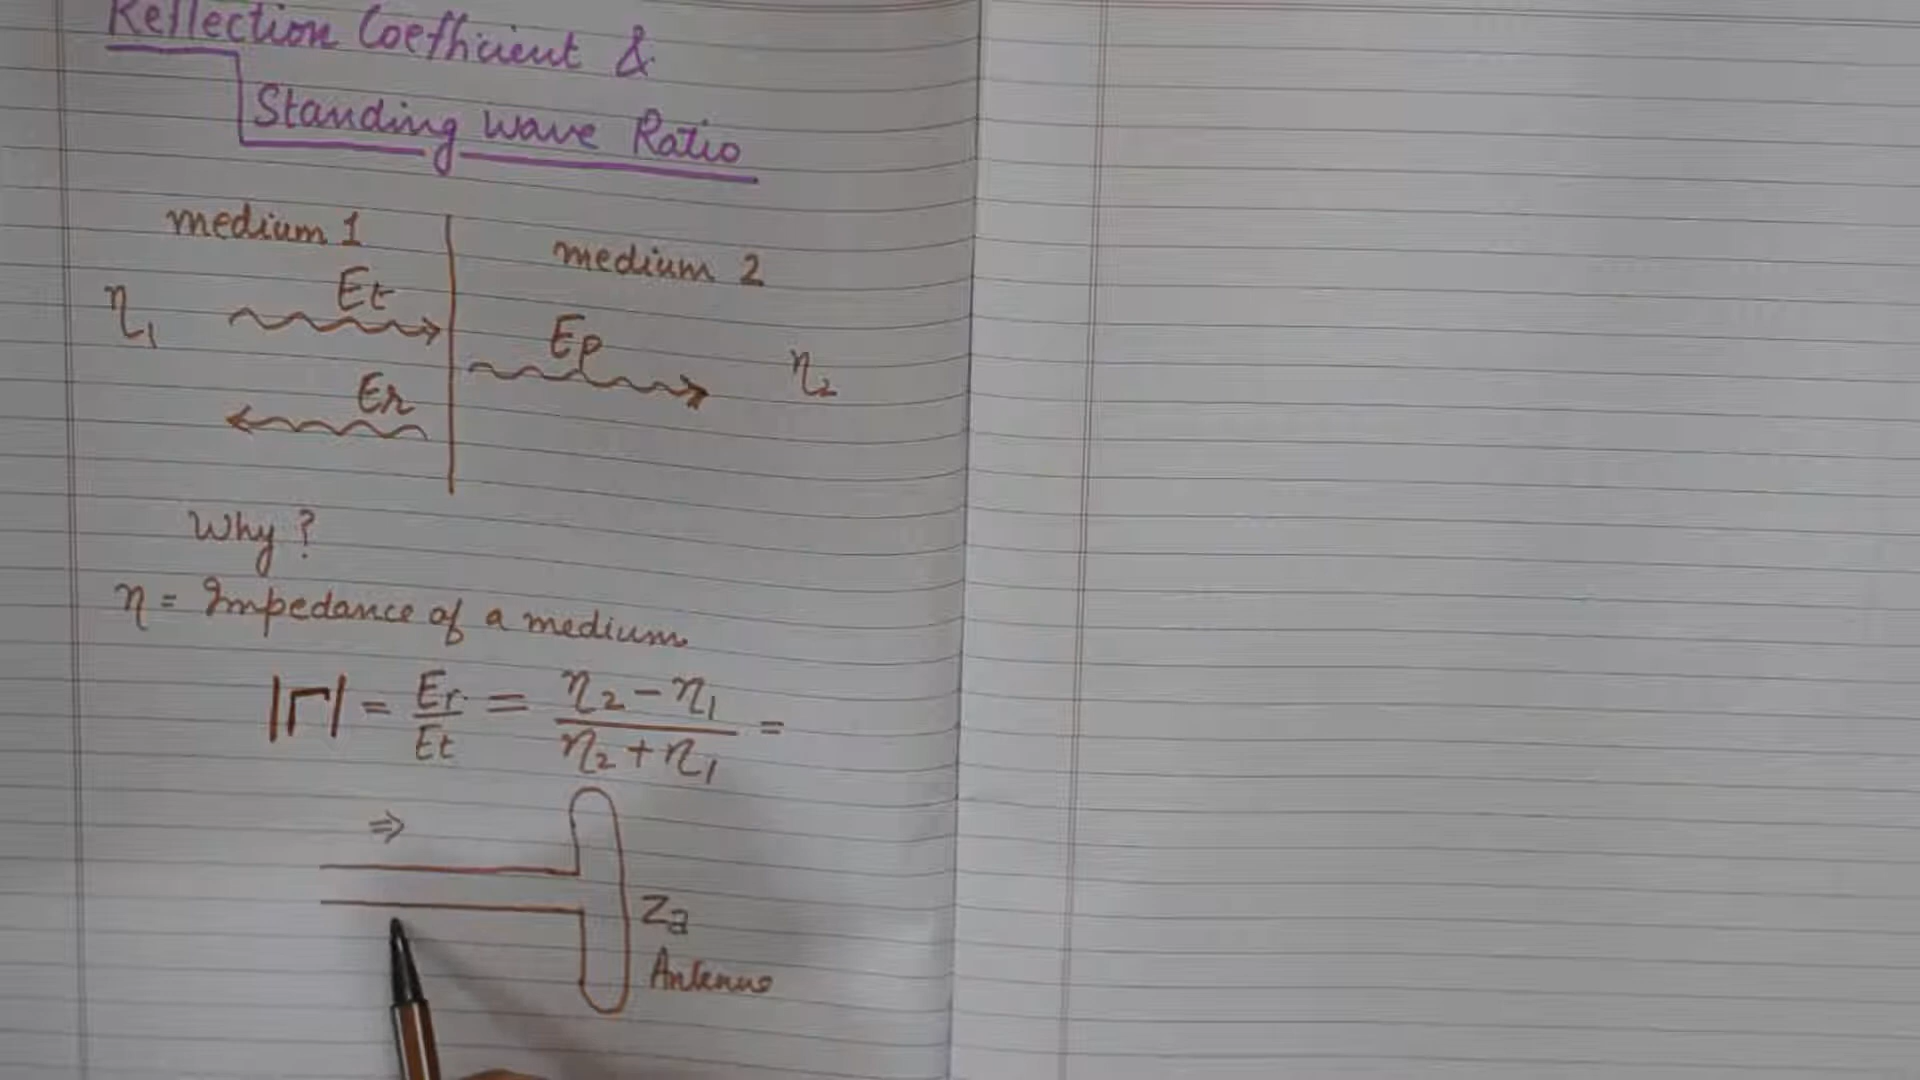 Reflection Coefficient &
Standing wave Ratio
medium 1
medium 2
η₁
Et
Ep
η₂
Er
Why?
η = Impedance of a medium
|Γ| = Er/Et = η₂ - η₁ / η₂ + η₁ =
⇒
Za
Antenna